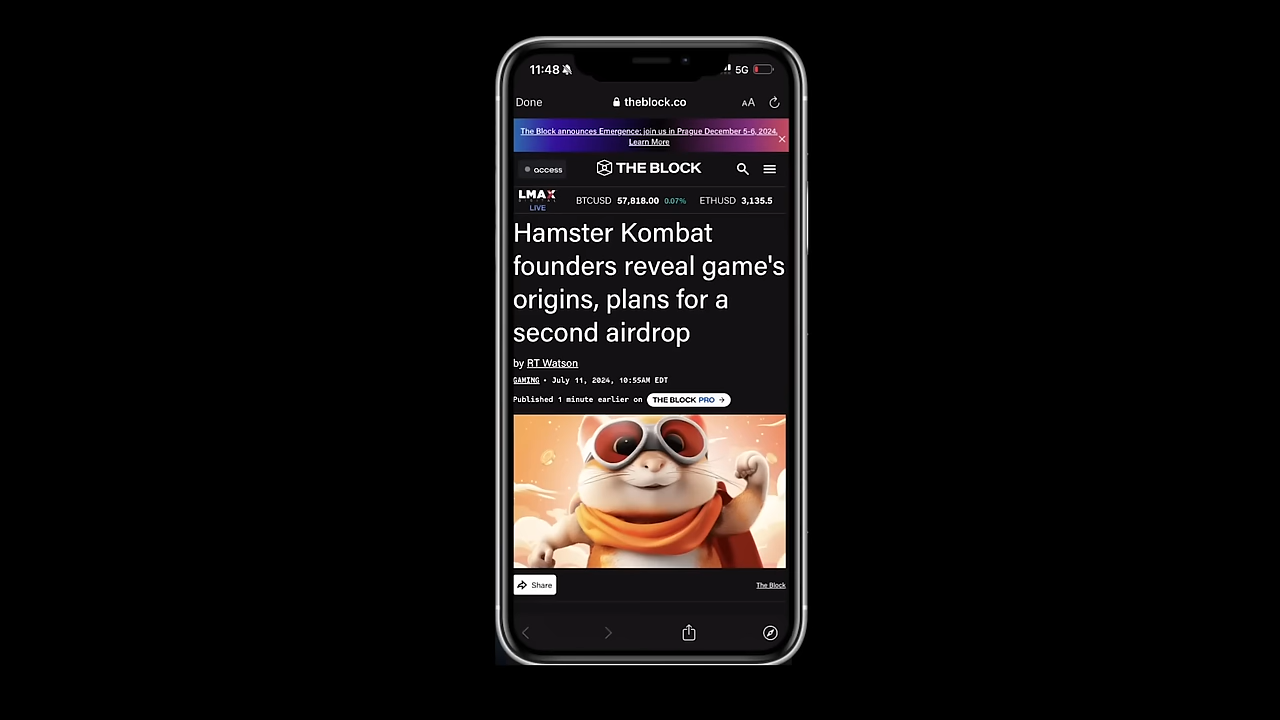 11:48
5G
Done
theblock.co
AA
The Block announces Emergence: join us in Prague December 5-6, 2024.
Learn More
access
THE BLOCK
LMAX
DIGITAL
LIVE
BTCUSD 57,818.00 0.07% ETHUSD 3,135.5
Hamster Kombat
founders reveal game's
origins, plans for a
second airdrop
by RT Watson
GAMING • July 11, 2024, 10:55AM EDT
Published 1 minute earlier on THE BLOCK PRO →
Share
The Block